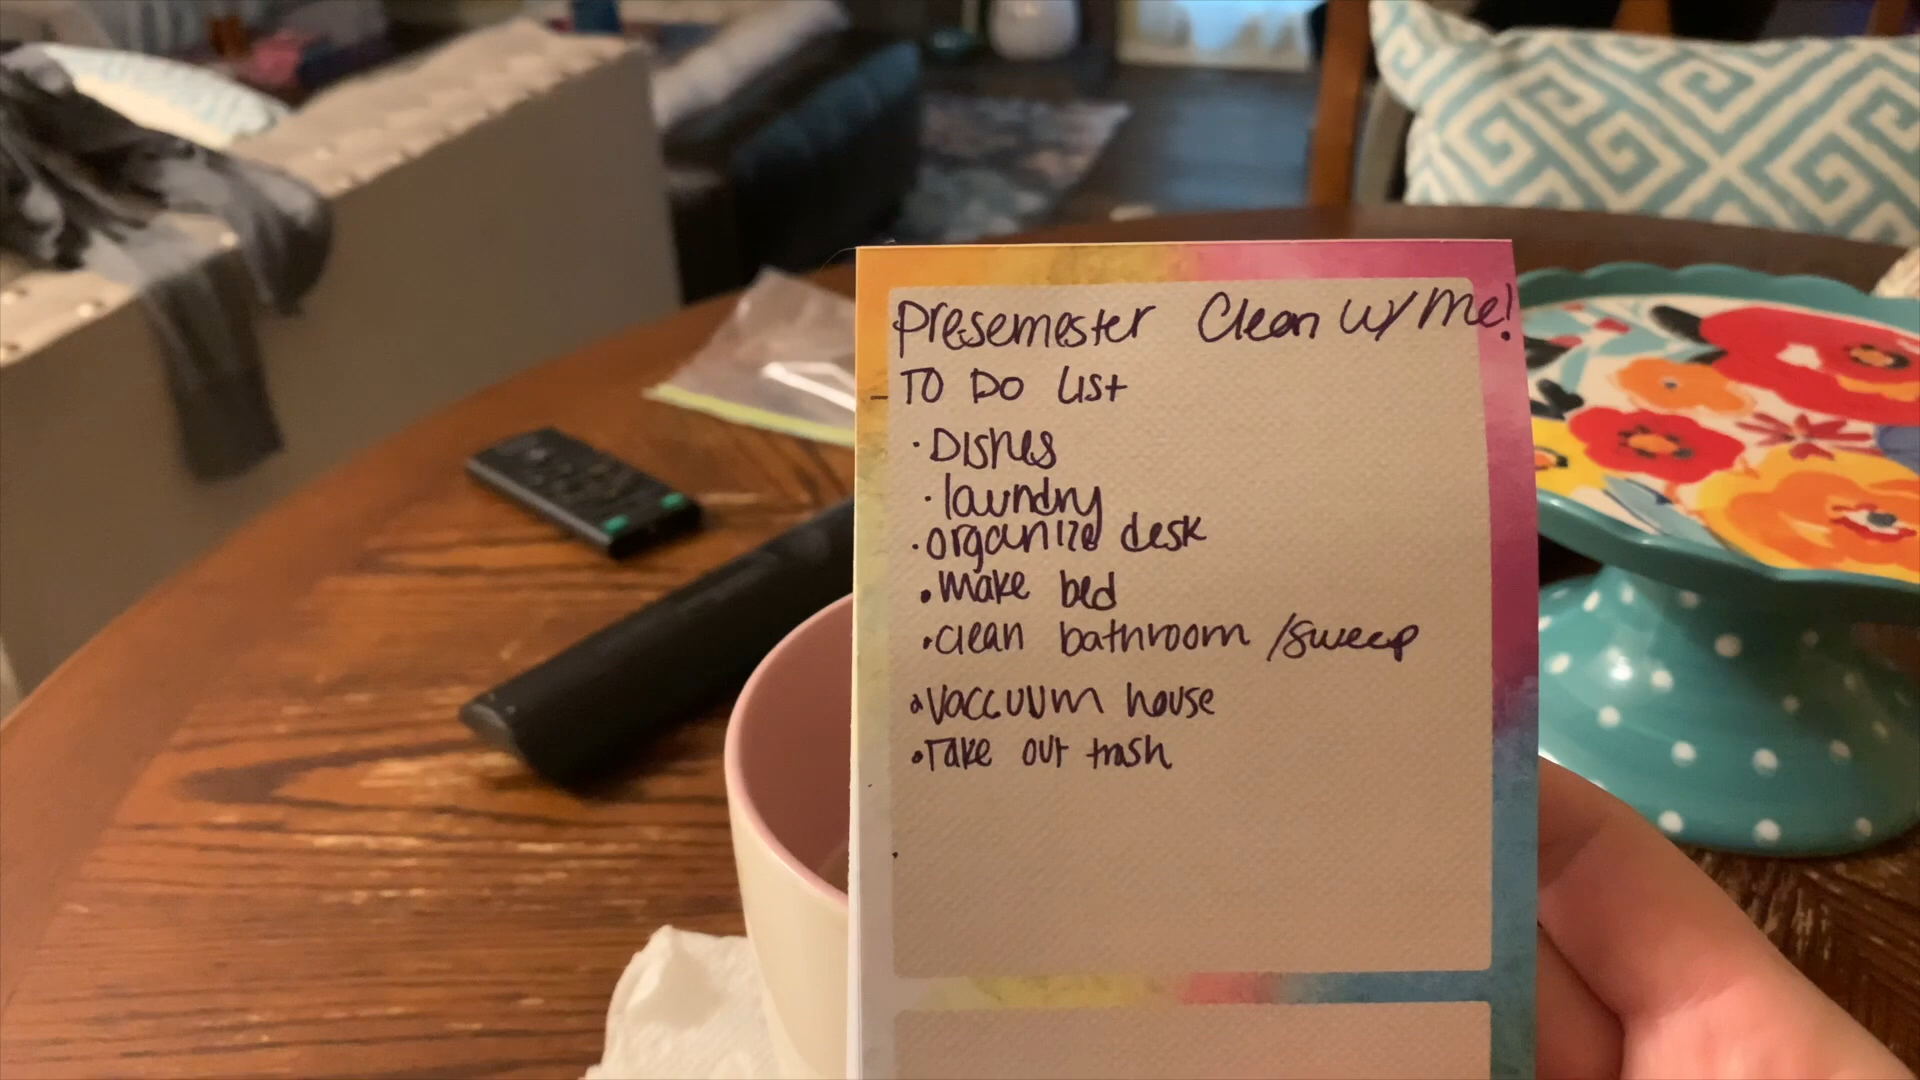 Presemester Clean w/ Me!
TO DO LIST
• Dishes
• laundry
• organize desk
• make bed
• clean bathroom /sweep
• vaccuum house
• Take out trash